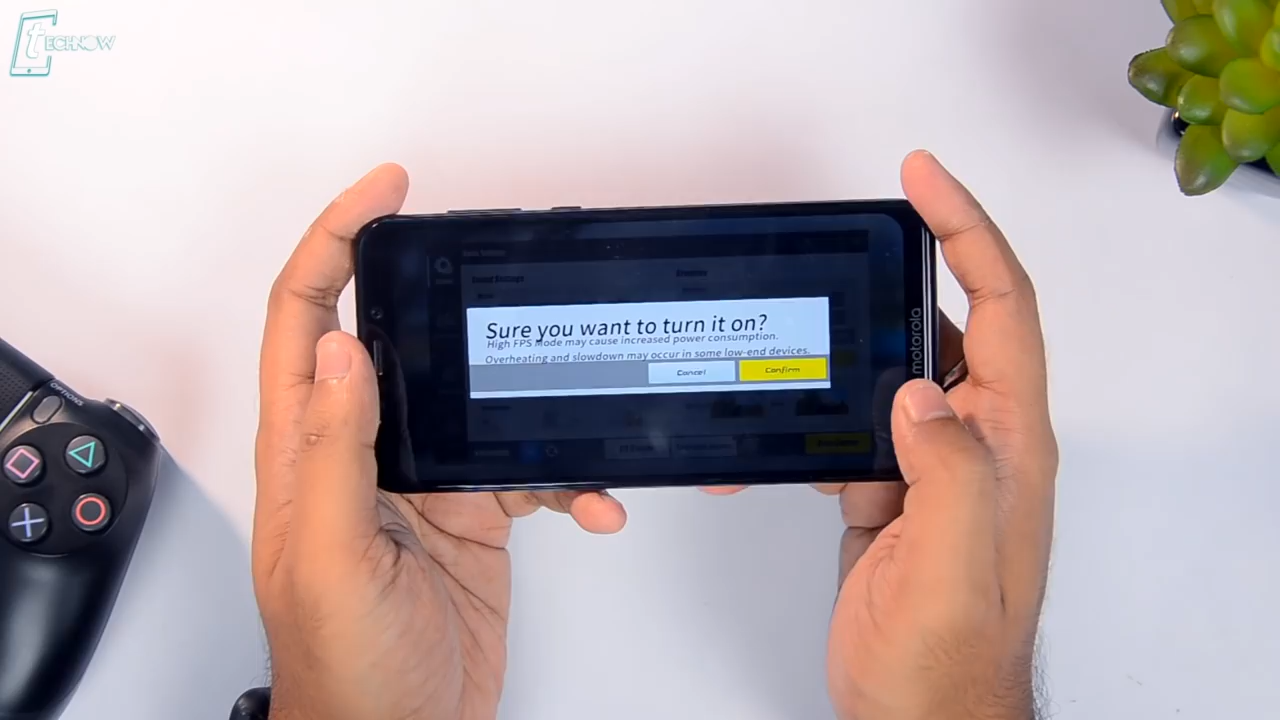 TECHNOW
Sure you want to turn it on?
High FPS Mode may cause increased power consumption.
Overheating and slowdown may occur in some low-end devices.
Cancel
Confirm
motorola
OPTIONS